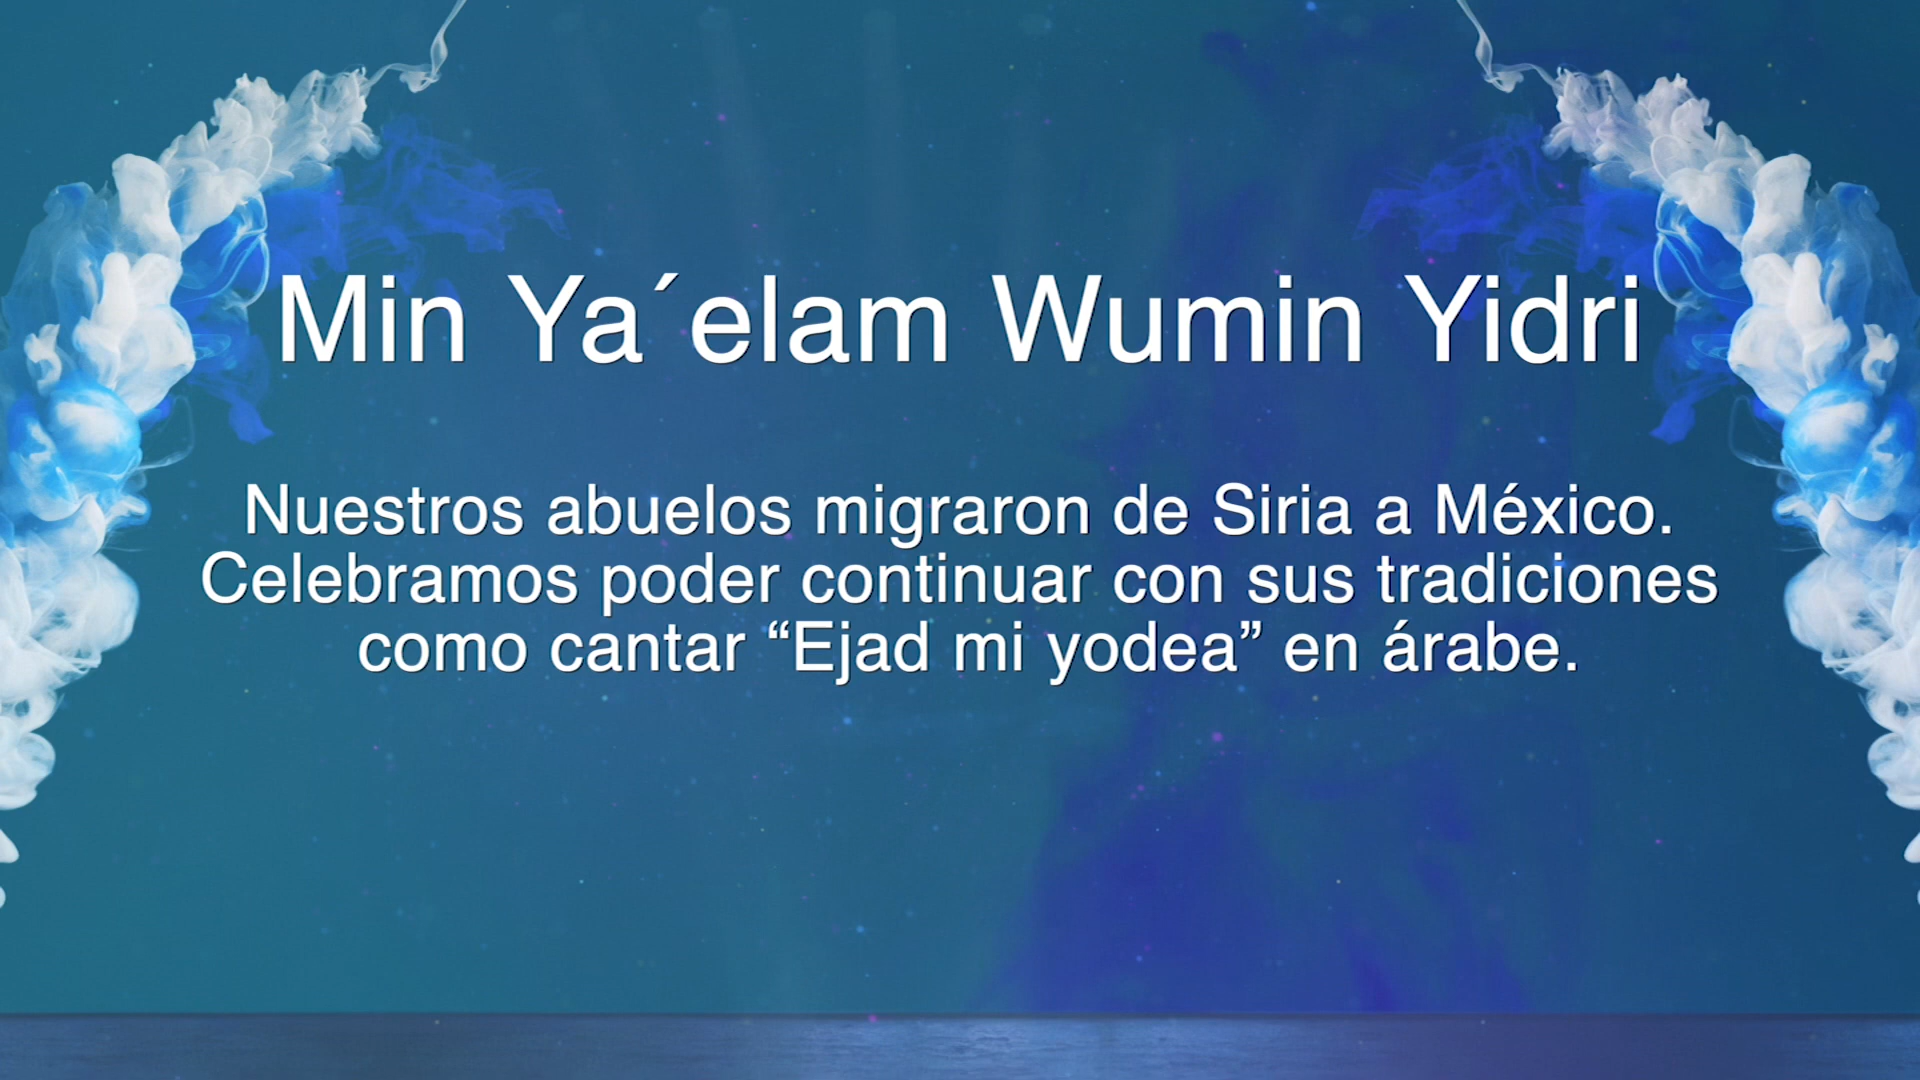 Min Ya´elam Wumin Yidri
Nuestros abuelos migraron de Siria a México.
Celebramos poder continuar con sus tradiciones
como cantar “Ejad mi yodea” en árabe.